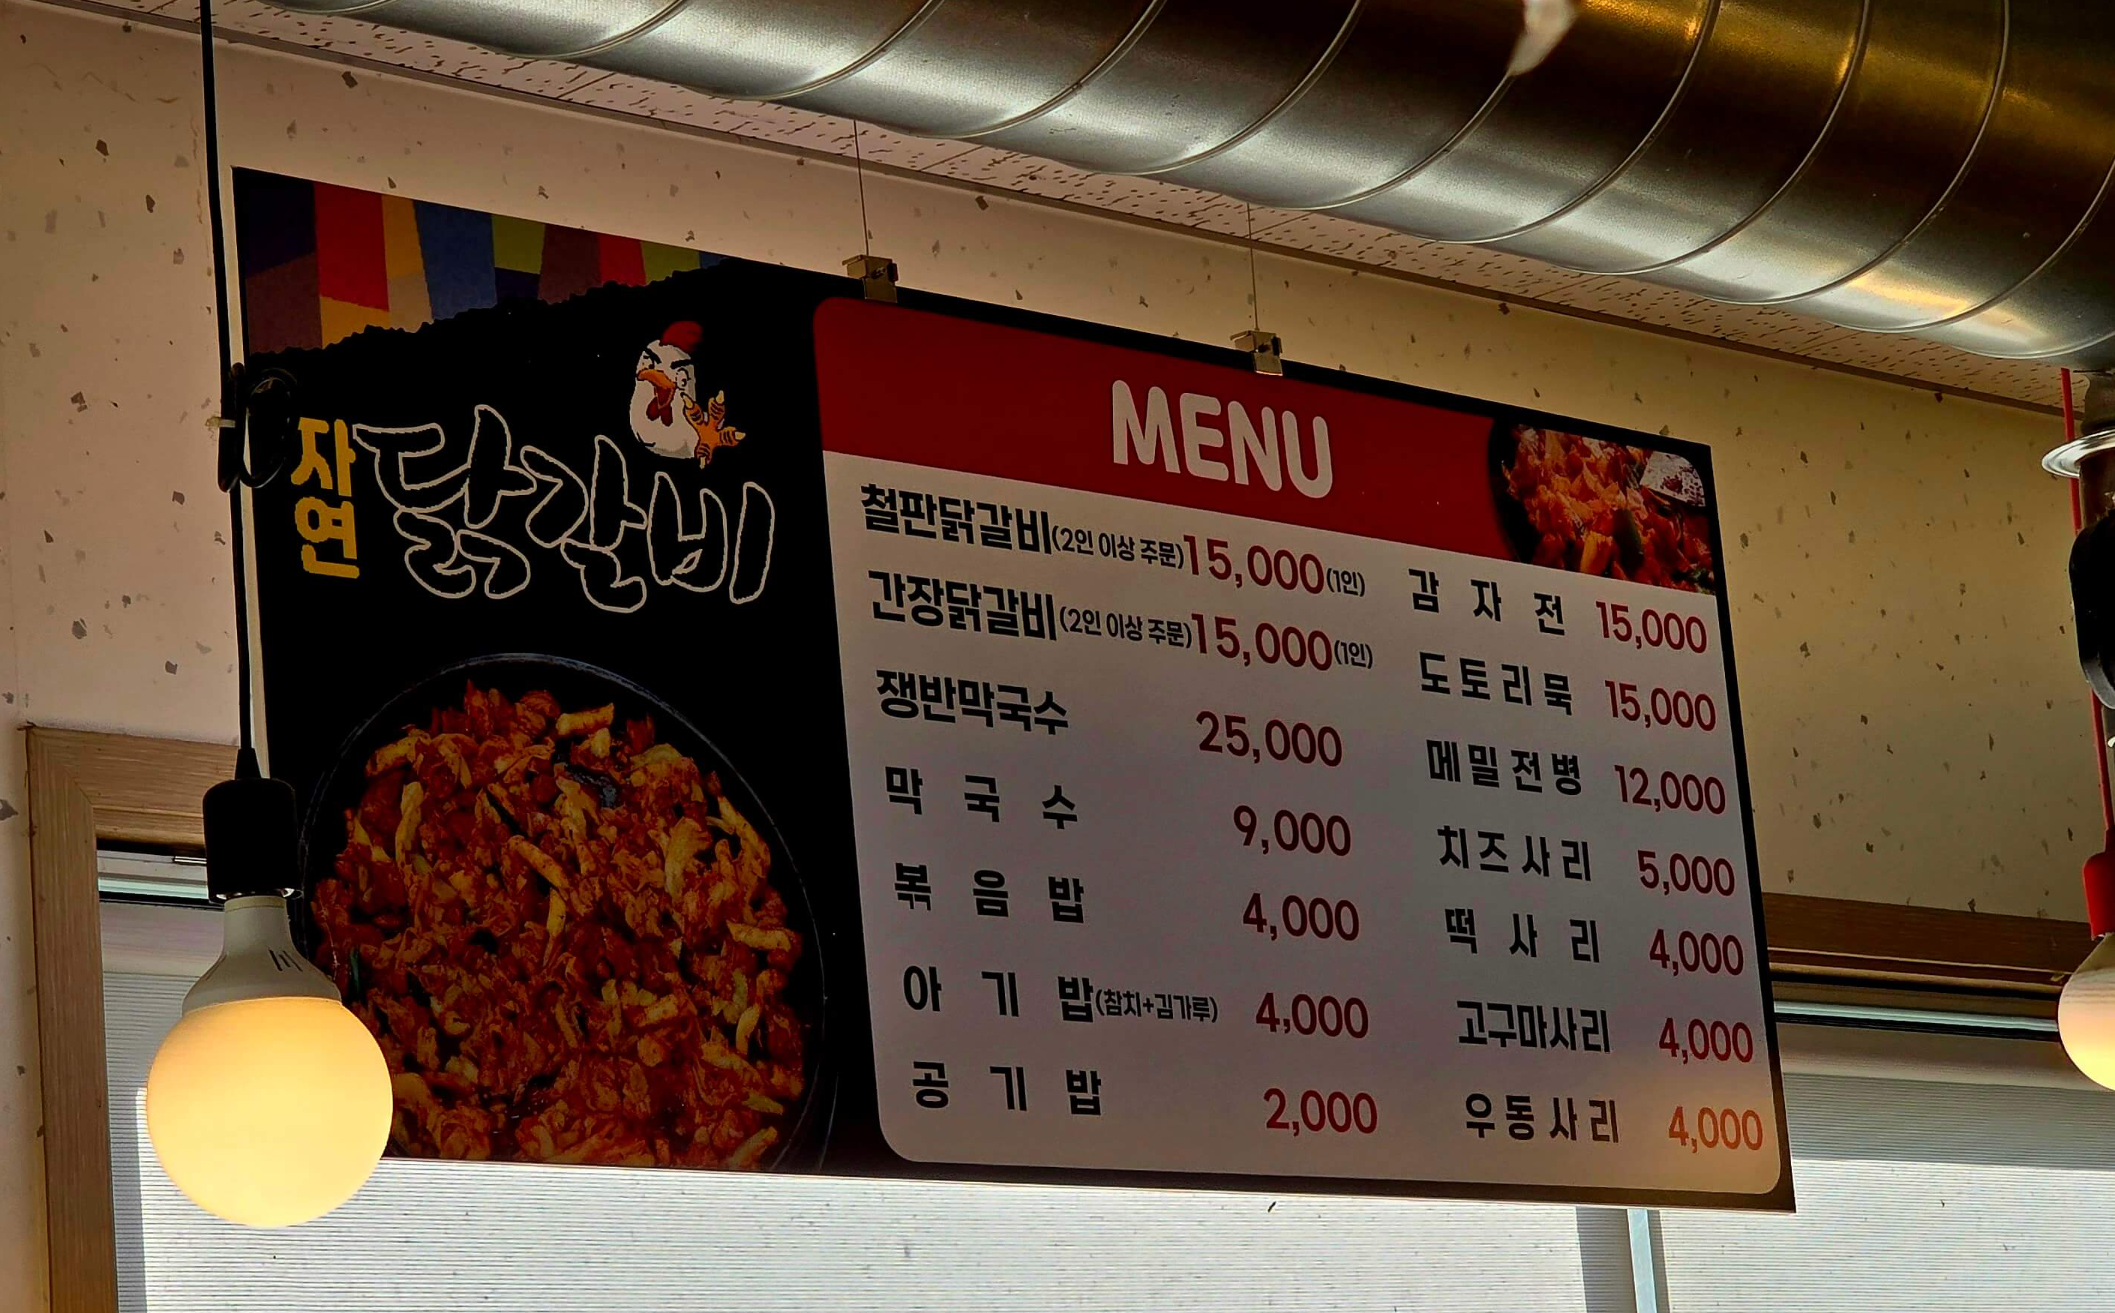 자연
닭갈비
MENU
철판닭갈비(2인 이상 주문) 15,000(1인)
간장닭갈비(2인 이상 주문) 15,000(1인)
쟁반막국수 25,000
막국수 9,000
볶음밥 4,000
아기밥(참치+김가루) 4,000
공기밥 2,000
감자전 15,000
도토리묵 15,000
메밀전병 12,000
치즈사리 5,000
떡사리 4,000
고구마사리 4,000
우동사리 4,000